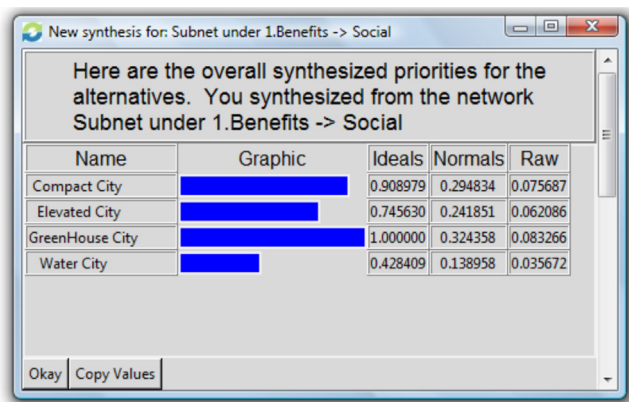 New synthesis for: Subnet under 1.Benefits -> Social
Here are the overall synthesized priorities for the
alternatives. You synthesized from the network
Subnet under 1.Benefits -> Social
Name Graphic Ideals Normals Raw
Compact City 0.908979 0.294834 0.075687
Elevated City 0.745630 0.241851 0.062086
GreenHouse City 1.000000 0.324358 0.083266
Water City 0.428409 0.138958 0.035672
Okay Copy Values